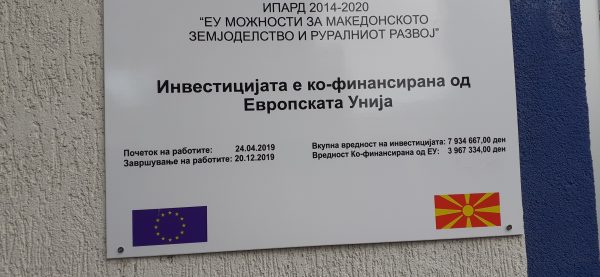 ИПАРД 2014-2020
“ЕУ МОЖНОСТИ ЗА МАКЕДОНСКОТО
ЗЕМЈОДЕЛСТВО И РУРАЛНИОТ РАЗВОЈ”
Инвестицијата е ко-финансирана од
Европската Унија
Почеток на работите: 24.04.2019
Завршување на работите: 20.12.2019
Вкупна вредност на инвестицијата: 7 934 667,00 ден
Вредност Ко-финансирана од ЕУ: 3 967 334,00 ден